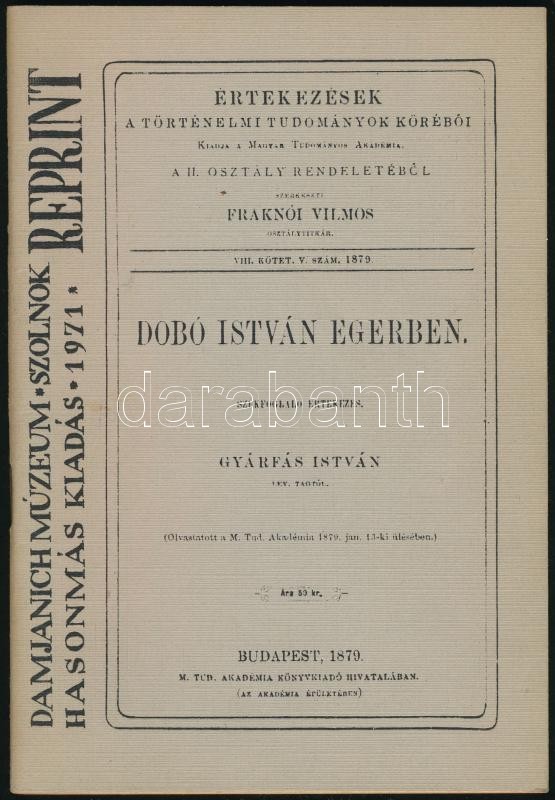 DAMJANICH MÚZEUM * SZOLNOK
HASONMÁS KIADÁS * 1971 *
REPRINT
ÉRTEKEZÉSEK
A TÖRTÉNELMI TUDOMÁNYOK KÖRÉBŐL
KIADJA A MAGYAR TUDOMÁNYOS AKADÉMIA.
A II. OSZTÁLY RENDELETÉBŐL
SZERKESZTI
FRAKNÓI VILMOS
OSZTÁLYTITKÁR.
VIII. KÖTET. V. SZÁM. 1879.
DOBÓ ISTVÁN EGERBEN.
darabanth
SZÉKFOGLALÓ ÉRTEKEZÉS.
GYÁRFÁS ISTVÁN
LEV. TAGTÓL.
(Olvastatott a M. Tud. Akadémia 1879. jan. 13-ki ülésében.)
Ára 50 kr.
BUDAPEST, 1879.
M. TUD. AKADÉMIA KÖNYVKIADÓ HIVATALÁBAN.
(AZ AKADÉMIA ÉPÜLETÉBEN)